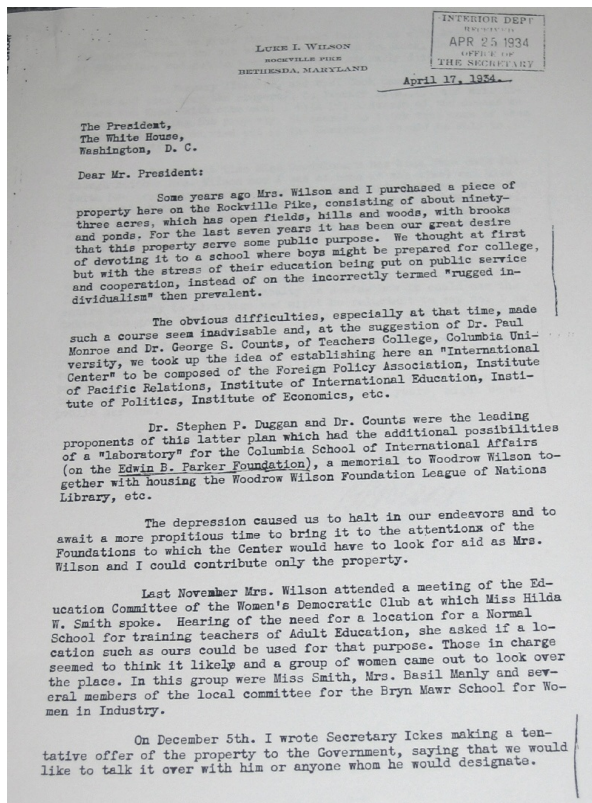 INTERIOR DEPT
RECEIVED
APR 25 1934
OFFICE OF
THE SECRETARY
LUKE I. WILSON
ROCKVILLE PIKE
BETHESDA, MARYLAND
April 17, 1934.
The President,
The White House,
Washington, D. C.
Dear Mr. President:
Some years ago Mrs. Wilson and I purchased a piece of
property here on the Rockville Pike, consisting of about ninety-
three acres, which has open fields, hills and woods, with brooks
and ponds. For the last seven years it has been our great desire
that this property serve some public purpose. We thought at first
of devoting it to a school where boys might be prepared for college,
but with the stress of their education being put on public service
and cooperation, instead of on the incorrectly termed "rugged in-
dividualism" then prevalent.
The obvious difficulties, especially at that time, made
such a course seem inadvisable and, at the suggestion of Dr. Paul
Monroe and Dr. George S. Counts, of Teachers College, Columbia Uni-
versity, we took up the idea of establishing here an "International
Center" to be composed of the Foreign Policy Association, Institute
of Pacific Relations, Institute of International Education, Insti-
tute of Politics, Institute of Economics, etc.
Dr. Stephen P. Duggan and Dr. Counts were the leading
proponents of this latter plan which had the additional possibilities
of a "laboratory" for the Columbia School of International Affairs
(on the Edwin B. Parker Foundation), a memorial to Woodrow Wilson to-
gether with housing the Woodrow Wilson Foundation League of Nations
Library, etc.
The depression caused us to halt in our endeavors and to
await a more propitious time to bring it to the attention of the
Foundations to which the Center would have to look for aid as Mrs.
Wilson and I could contribute only the property.
Last November Mrs. Wilson attended a meeting of the Ed-
ucation Committee of the Women's Democratic Club at which Miss Hilda
W. Smith spoke. Hearing of the need for a location for a Normal
School for training teachers of Adult Education, she asked if a lo-
cation such as ours could be used for that purpose. Those in charge
seemed to think it likely and a group of women came out to look over
the place. In this group were Miss Smith, Mrs. Basil Manly and sev-
eral members of the local committee for the Bryn Mawr School for Wo-
men in Industry.
On December 5th. I wrote Secretary Ickes making a ten-
tative offer of the property to the Government, saying that we would
like to talk it over with him or anyone whom he would designate.